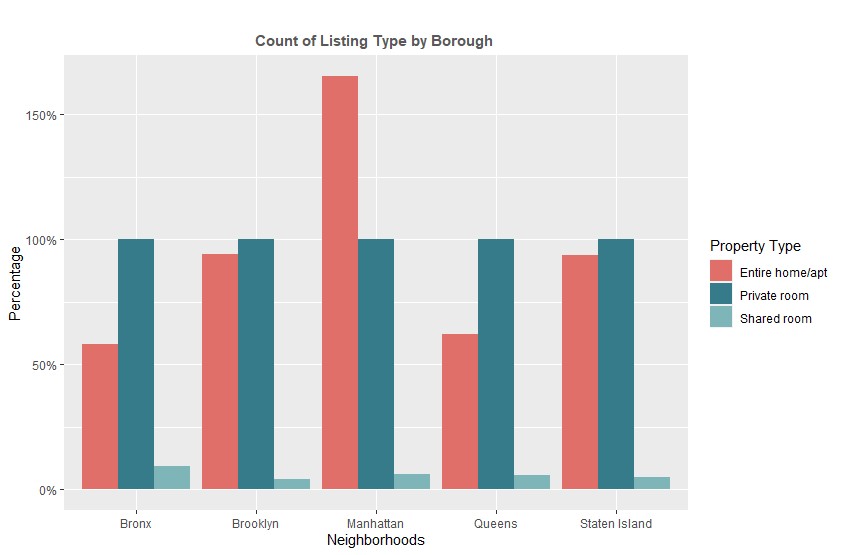 Count of Listing Type by Borough
150%
100%
50%
0%
Percentage
Bronx
Brooklyn
Manhattan
Queens
Staten Island
Neighborhoods
Property Type
Entire home/apt
Private room
Shared room